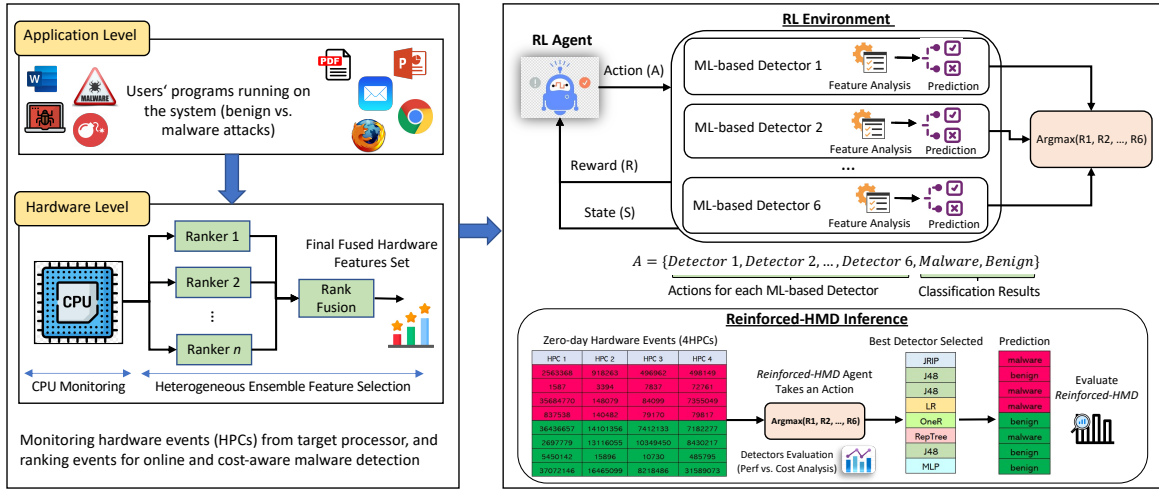 Application Level
W
MALWARE
PDF
P
Users' programs running on
the system (benign vs.
malware attacks)
Hardware Level
CPU
Ranker 1
Ranker 2
⋮
Ranker n
Rank
Fusion
Final Fused Hardware
Features Set
CPU Monitoring
Heterogeneous Ensemble Feature Selection
Monitoring hardware events (HPCs) from target processor, and
ranking events for online and cost-aware malware detection
RL Environment
RL Agent
Action (A)
Reward (R)
State (S)
ML-based Detector 1
Feature Analysis
Prediction
ML-based Detector 2
Feature Analysis
Prediction
...
ML-based Detector 6
Feature Analysis
Prediction
Argmax(R1, R2, ..., R6)
A = {Detector 1, Detector 2, ..., Detector 6, Malware, Benign}
Actions for each ML-based Detector
Classification Results
Reinforced-HMD Inference
Zero-day Hardware Events (4HPCs)
HPC 1 HPC 2 HPC 3 HPC 4
2563368 918263 496962 498149
1587 3394 7837 72761
35684770 148079 84099 7355049
837538 140482 79170 79817
36436657 14101356 7412133 7182277
2697779 13116055 10349450 8430217
5450142 15896 10730 485795
37072146 16465099 8218486 31589073
Reinforced-HMD Agent
Takes an Action
Argmax(R1, R2, ..., R6)
Detectors Evaluation
(Perf vs. Cost Analysis)
Best Detector Selected
JRIP
J48
J48
LR
OneR
RepTree
J48
MLP
Prediction
malware
benign
malware
malware
benign
malware
benign
benign
Evaluate
Reinforced-HMD